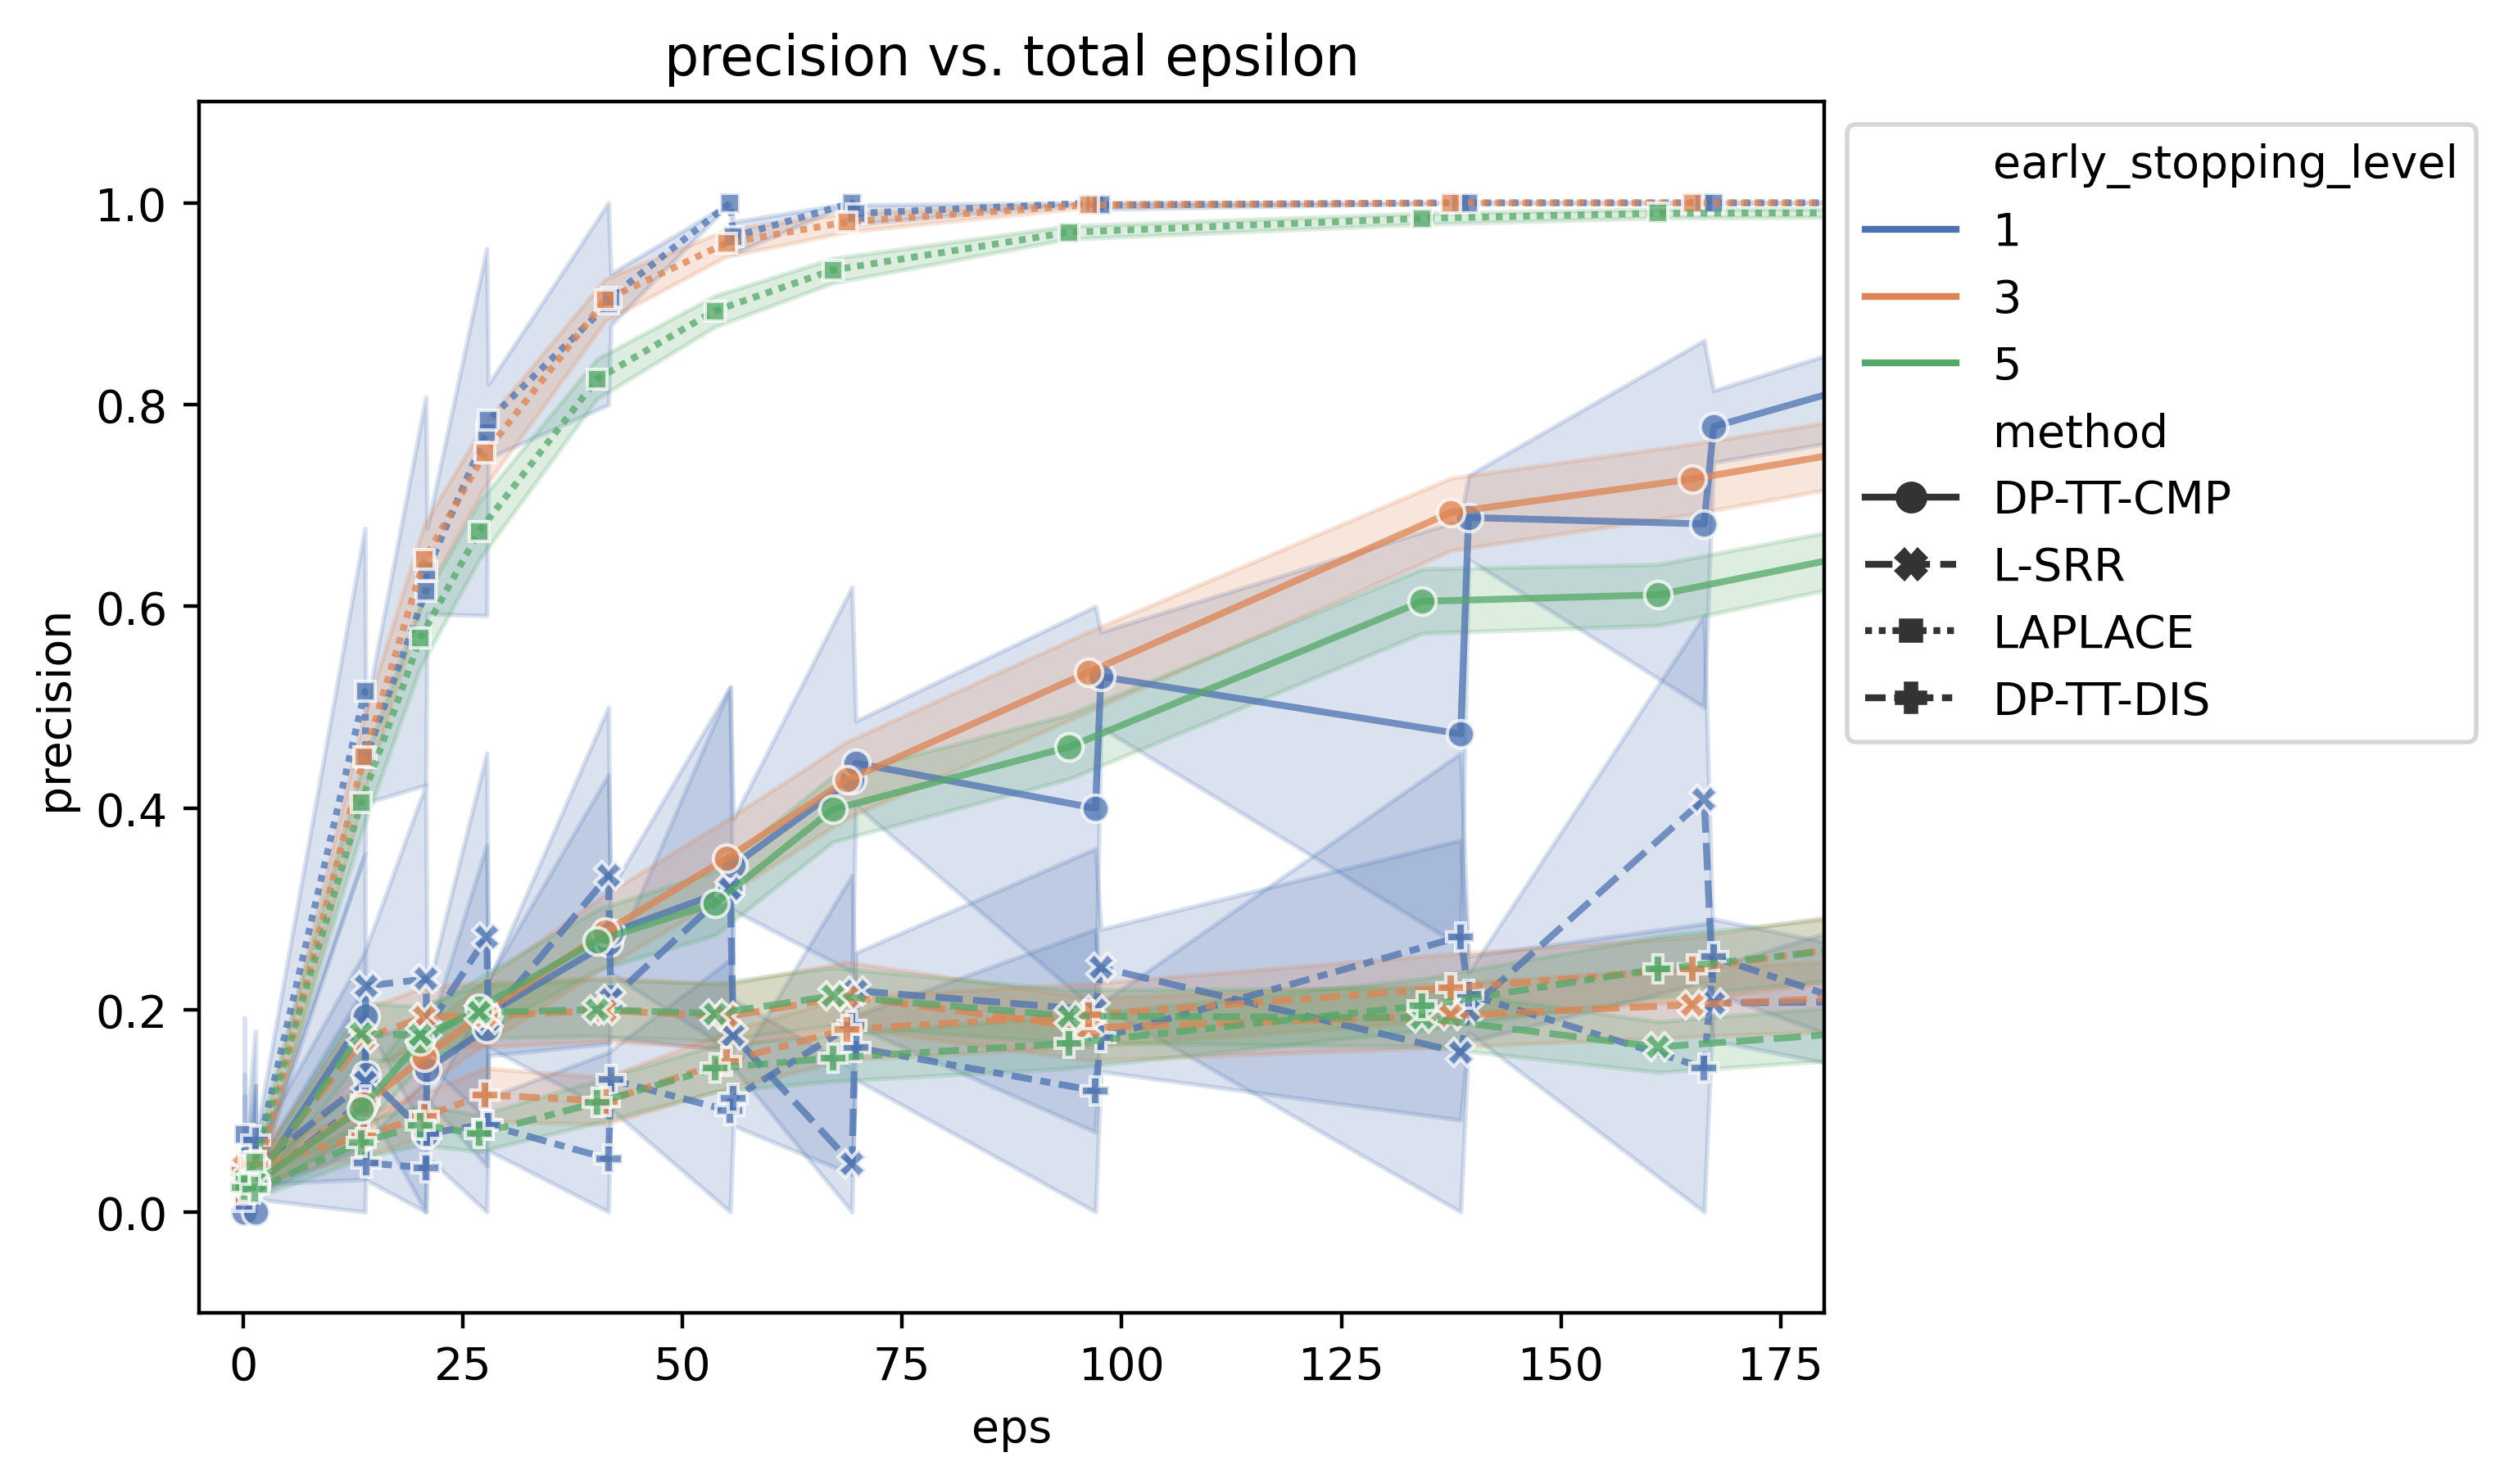 precision vs. total epsilon
precision
1.0
0.8
0.6
0.4
0.2
0.0
0
25
50
75
100
125
150
175
eps
early_stopping_level
1
3
5
method
DP-TT-CMP
L-SRR
LAPLACE
DP-TT-DIS